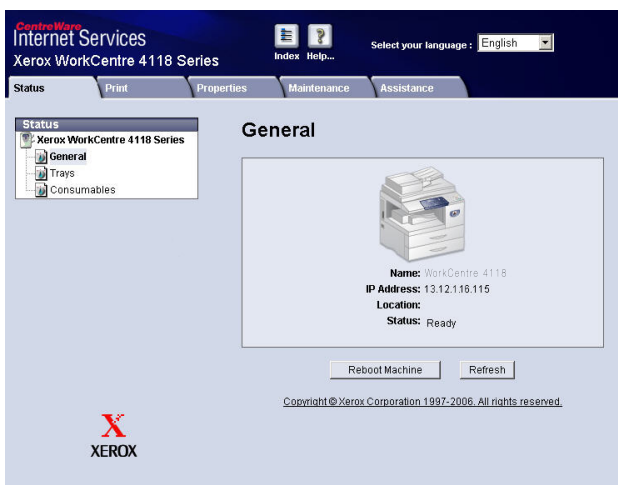 CentreWare
Internet Services
Xerox WorkCentre 4118 Series
Index Help...
Select your language : English
Status Print Properties Maintenance Assistance
Status
Xerox WorkCentre 4118 Series
General
Trays
Consumables
General
Name: WorkCentre 4118
IP Address: 13.12.116.115
Location:
Status: Ready
Reboot Machine Refresh
Copyright © Xerox Corporation 1997-2006. All rights reserved.
X
XEROX